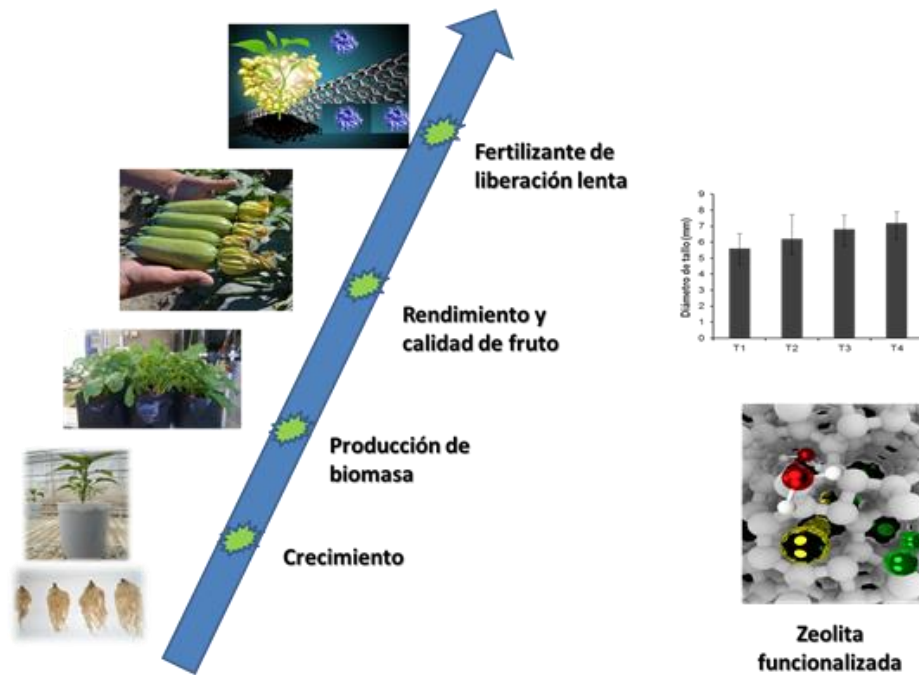 Fertilizante de
liberación lenta
Rendimiento y
calidad de fruto
Producción de
biomasa
Crecimiento
Diámetro de tallo (mm)
9
8
7
6
5
4
3
2
1
0
T1 T2 T3 T4
Zeolita
funcionalizada